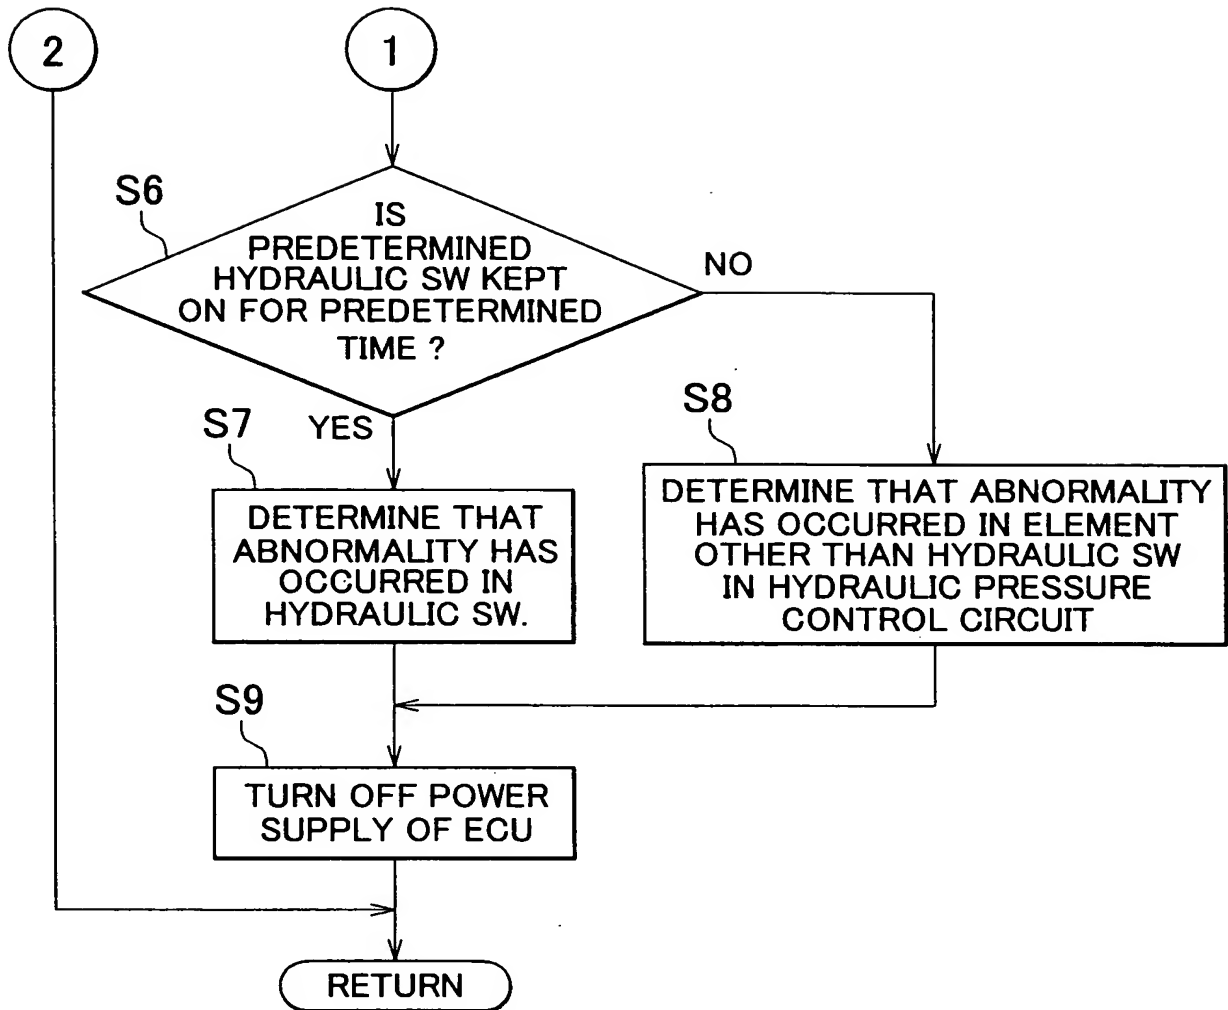 2
1
S6
IS
PREDETERMINED
HYDRAULIC SW KEPT
ON FOR PREDETERMINED
TIME ?
NO
YES
S7
DETERMINE THAT
ABNORMALITY HAS
OCCURRED IN
HYDRAULIC SW.
S8
DETERMINE THAT ABNORMALITY
HAS OCCURRED IN ELEMENT
OTHER THAN HYDRAULIC SW
IN HYDRAULIC PRESSURE
CONTROL CIRCUIT
S9
TURN OFF POWER
SUPPLY OF ECU
RETURN